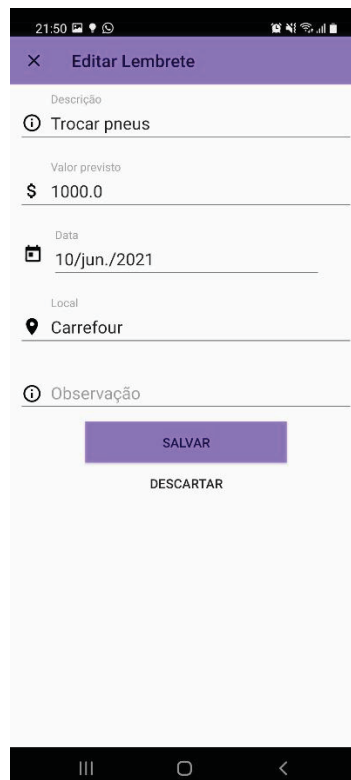 21:50
Editar Lembrete
Descrição
Trocar pneus
Valor previsto
$ 1000.0
Data
10/jun./2021
Local
Carrefour
Observação
SALVAR
DESCARTAR